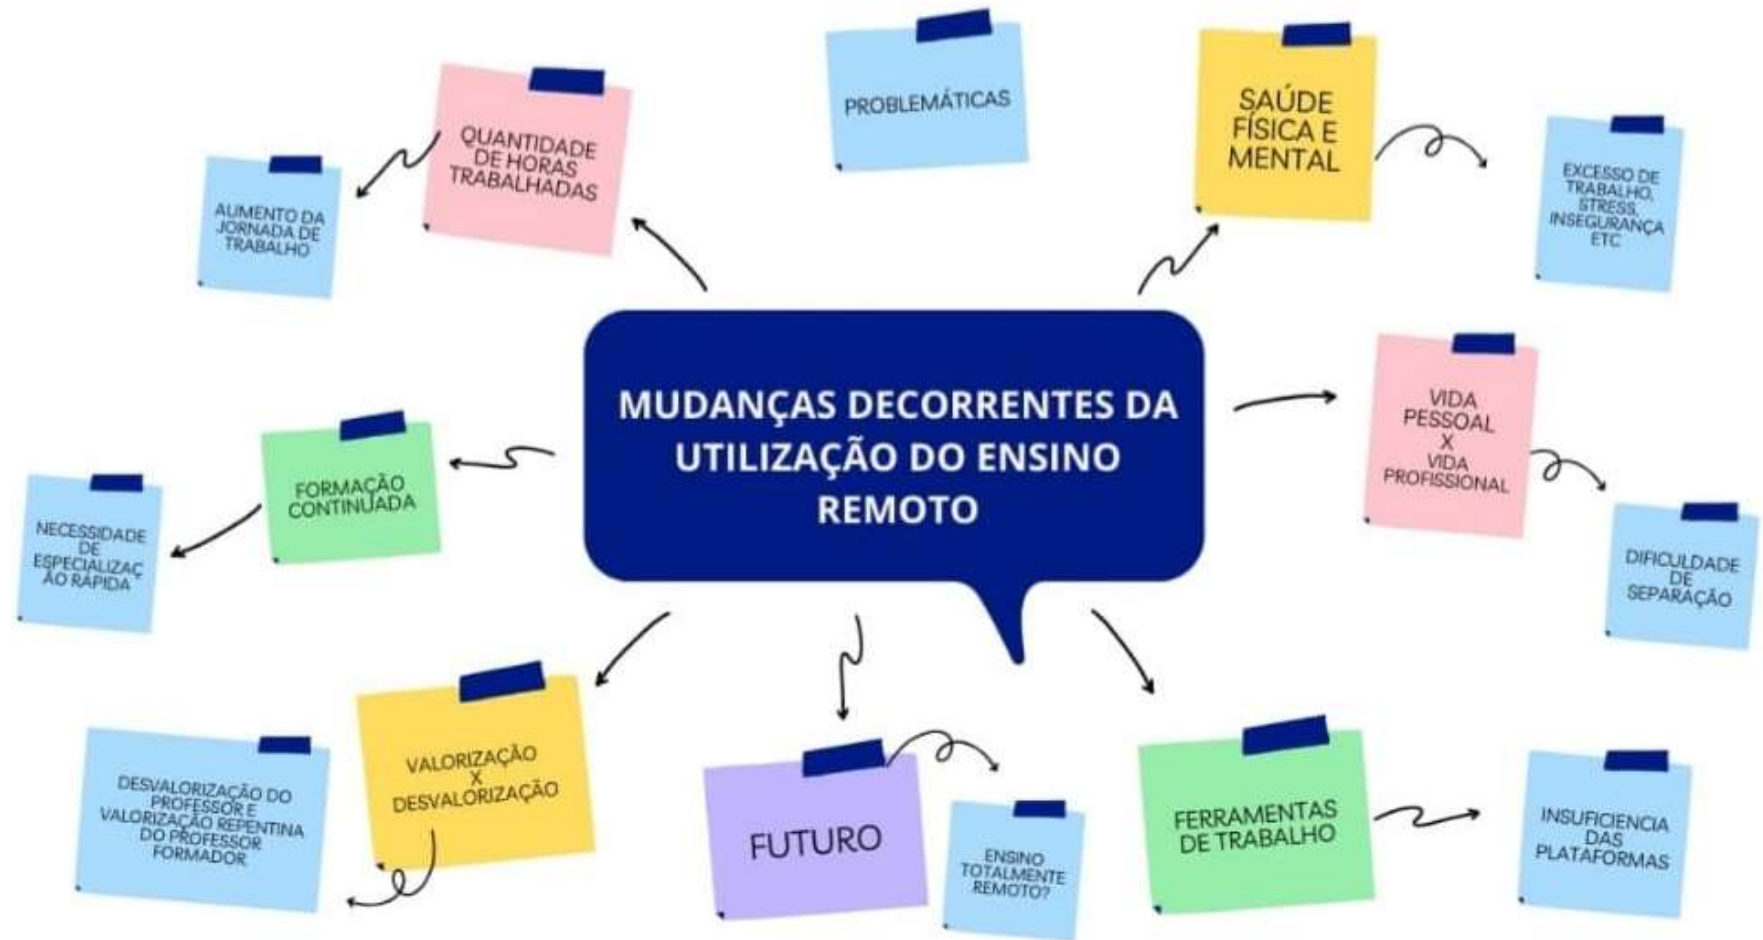 PROBLEMÁTICAS
SAÚDE
FÍSICA E
MENTAL
QUANTIDADE
DE HORAS
TRABALHADAS
EXCESSO DE
TRABALHO,
STRESS,
INSEGURANÇA
ETC
AUMENTO DA
JORNADA DE
TRABALHO
MUDANÇAS DECORRENTES DA
UTILIZAÇÃO DO ENSINO
REMOTO
VIDA
PESSOAL
X
VIDA
PROFISSIONAL
FORMAÇÃO
CONTINUADA
NECESSIDADE
DE
ESPECIALIZAÇ
ÃO RÁPIDA
DIFICULDADE
DE
SEPARAÇÃO
VALORIZAÇÃO
X
DESVALORIZAÇÃO
DESVALORIZAÇÃO DO
PROFESSOR E
VALORIZAÇÃO REPENTINA
DO PROFESSOR
FORMADOR
FUTURO
ENSINO
TOTALMENTE
REMOTO?
FERRAMENTAS
DE TRABALHO
INSUFICIENCIA
DAS
PLATAFORMAS